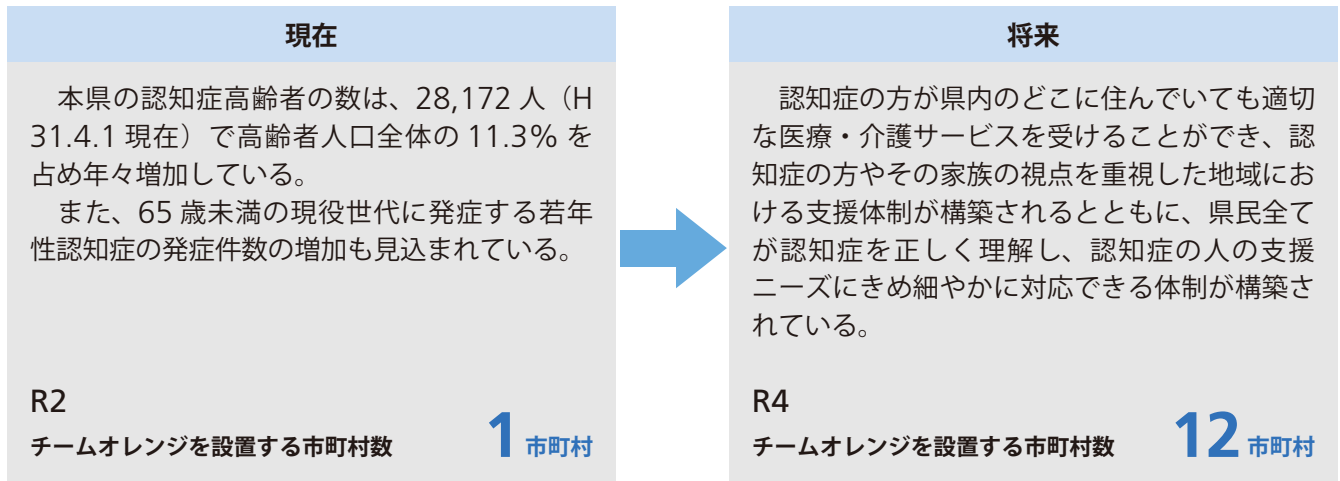 現在
本県の認知症高齢者の数は、28,172 人（H
31.4.1 現在）で高齢者人口全体の 11.3% を
占め年々増加している。
また、65 歳未満の現役世代に発症する若年
性認知症の発症件数の増加も見込まれている。
R2
チームオレンジを設置する市町村数
1 市町村
将来
認知症の方が県内のどこに住んでいても適切
な医療・介護サービスを受けることができ、認
知症の方やその家族の視点を重視した地域にお
ける支援体制が構築されるとともに、県民全て
が認知症を正しく理解し、認知症の人の支援
ニーズにきめ細やかに対応できる体制が構築さ
れている。
R4
チームオレンジを設置する市町村数
12 市町村